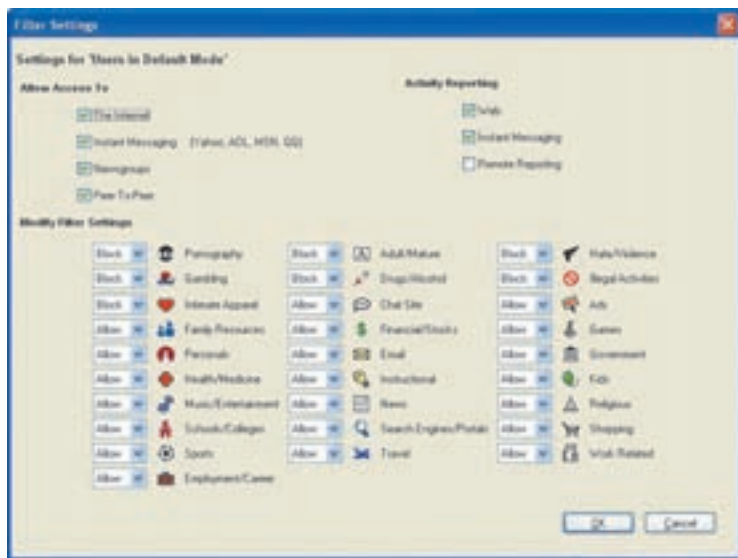 Filter Settings
Settings for 'Users in Default Mode'
Allow Access To
Activity Reporting
The Internet
Web
Instant Messaging (Yahoo, AOL, MSN, QQ)
Instant Messaging
Newsgroups
Remote Reporting
Peer To Peer
Modify Filter Settings
Block Pornography Block Adult/Mature Block Hate/Violence
Block Gambling Block Drugs/Alcohol Block Illegal Activities
Block Intimate Apparel Allow Chat Site Allow Ads
Allow Family Resources Allow Financial/Stocks Allow Games
Allow Personals Allow Email Allow Government
Allow Health/Medicine Allow Instructional Allow Kids
Allow Music/Entertainment Allow News Allow Religious
Allow Schools/Colleges Allow Search Engines/Portals Allow Shopping
Allow Sports Allow Travel Allow Work Related
Allow Employment/Career
OK Cancel